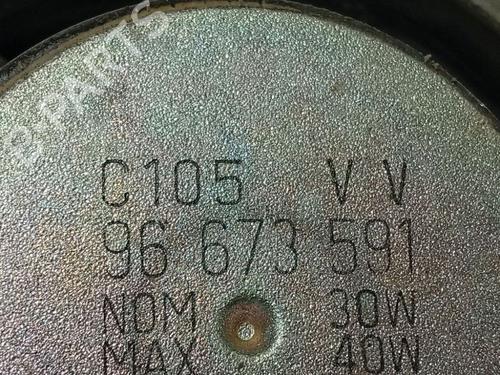 B-PARTS
C105 VV
96 673 591
NOM 30W
MAX 40W